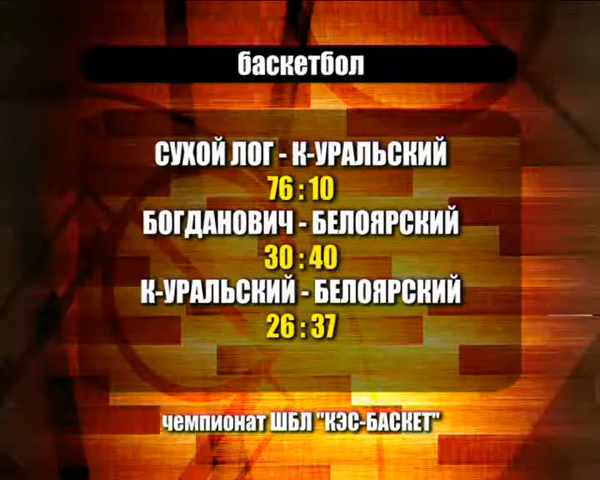 баскетбол
СУХОЙ ЛОГ - К-УРАЛЬСКИЙ
76 : 10
БОГДАНОВИЧ - БЕЛОЯРСКИЙ
30 : 40
К-УРАЛЬСКИЙ - БЕЛОЯРСКИЙ
26 : 37
чемпионат ШБЛ "КЭС-БАСКЕТ"